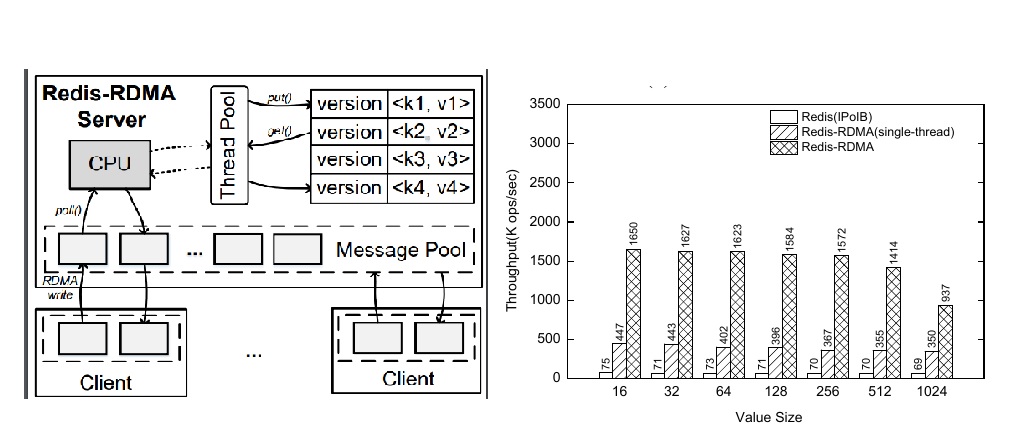 Redis-RDMA
Server
CPU
Thread Pool
put()
get()
version <k1, v1>
version <k2, v2>
version <k3, v3>
version <k4, v4>
poll()
... Message Pool
RDMA
write
Client
...
Client
Throughput(K ops/sec)
3500
3000
2500
2000
1500
1000
500
0
Redis(IPoIB)
Redis-RDMA(single-thread)
Redis-RDMA
75 447 1650
71 443 1627
73 402 1623
71 396 1584
70 367 1572
70 355 1414
69 350 937
16 32 64 128 256 512 1024
Value Size